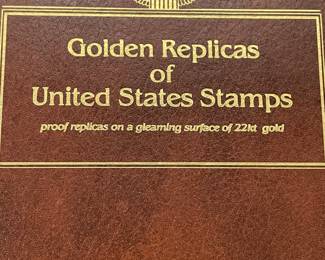 Golden Replicas
of
United States Stamps
proof replicas on a gleaming surface of 22kt gold